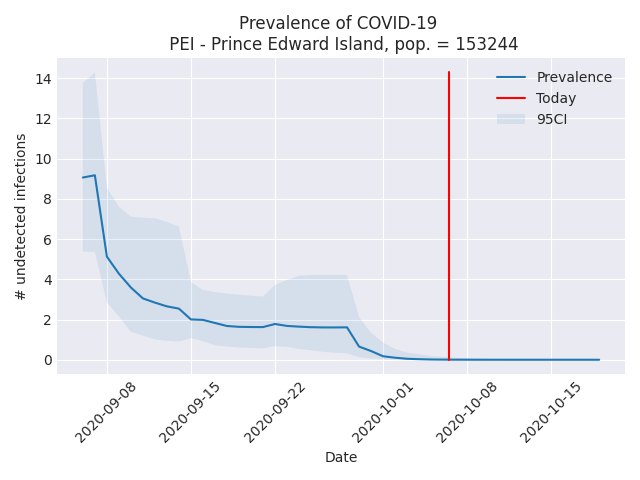 Prevalence of COVID-19
PEI - Prince Edward Island, pop. = 153244
14
12
10
8
6
4
2
0
# undetected infections
Prevalence
Today
95CI
2020-09-08
2020-09-15
2020-09-22
2020-10-01
2020-10-08
2020-10-15
Date